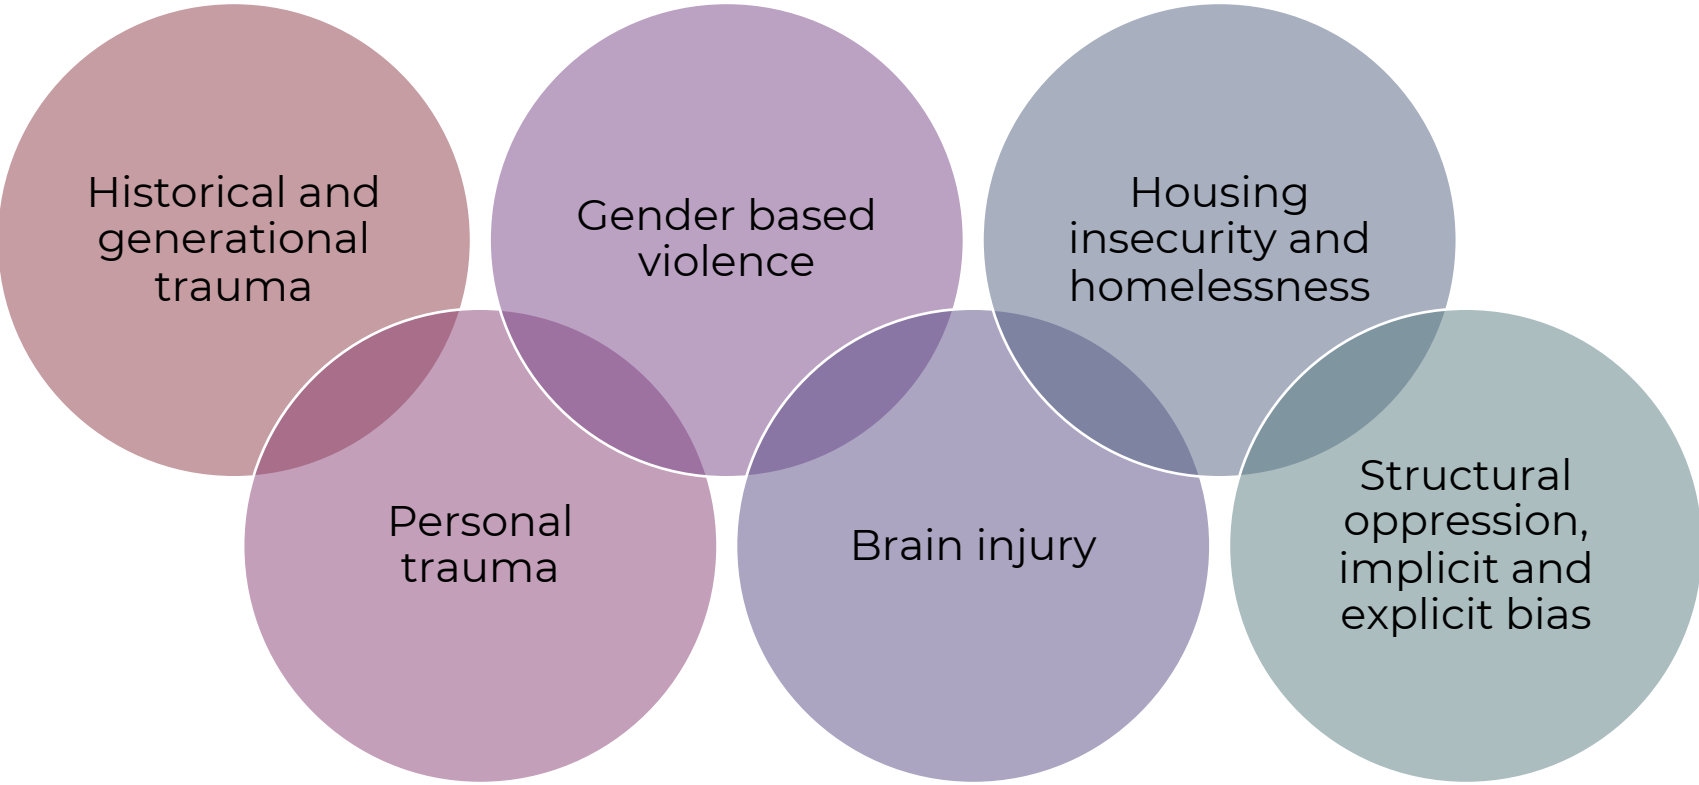 Historical and
generational
trauma
Gender based
violence
Housing
insecurity and
homelessness
Personal
trauma
Brain injury
Structural
oppression,
implicit and
explicit bias